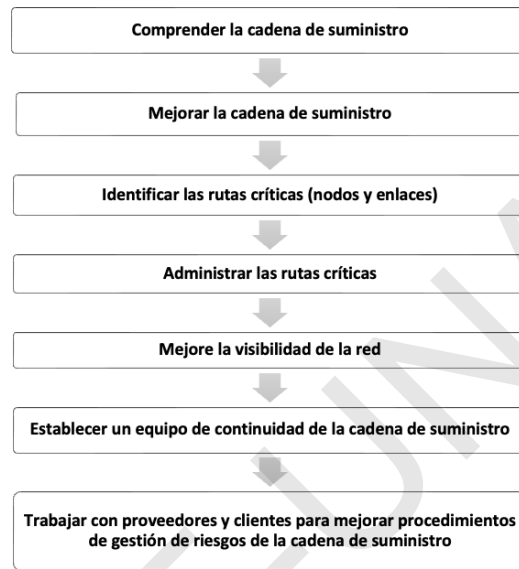 Comprender la cadena de suministro
Mejorar la cadena de suministro
Identificar las rutas críticas (nodos y enlaces)
Administrar las rutas críticas
Mejore la visibilidad de la red
Establecer un equipo de continuidad de la cadena de suministro
Trabajar con proveedores y clientes para mejorar procedimientos
de gestión de riesgos de la cadena de suministro